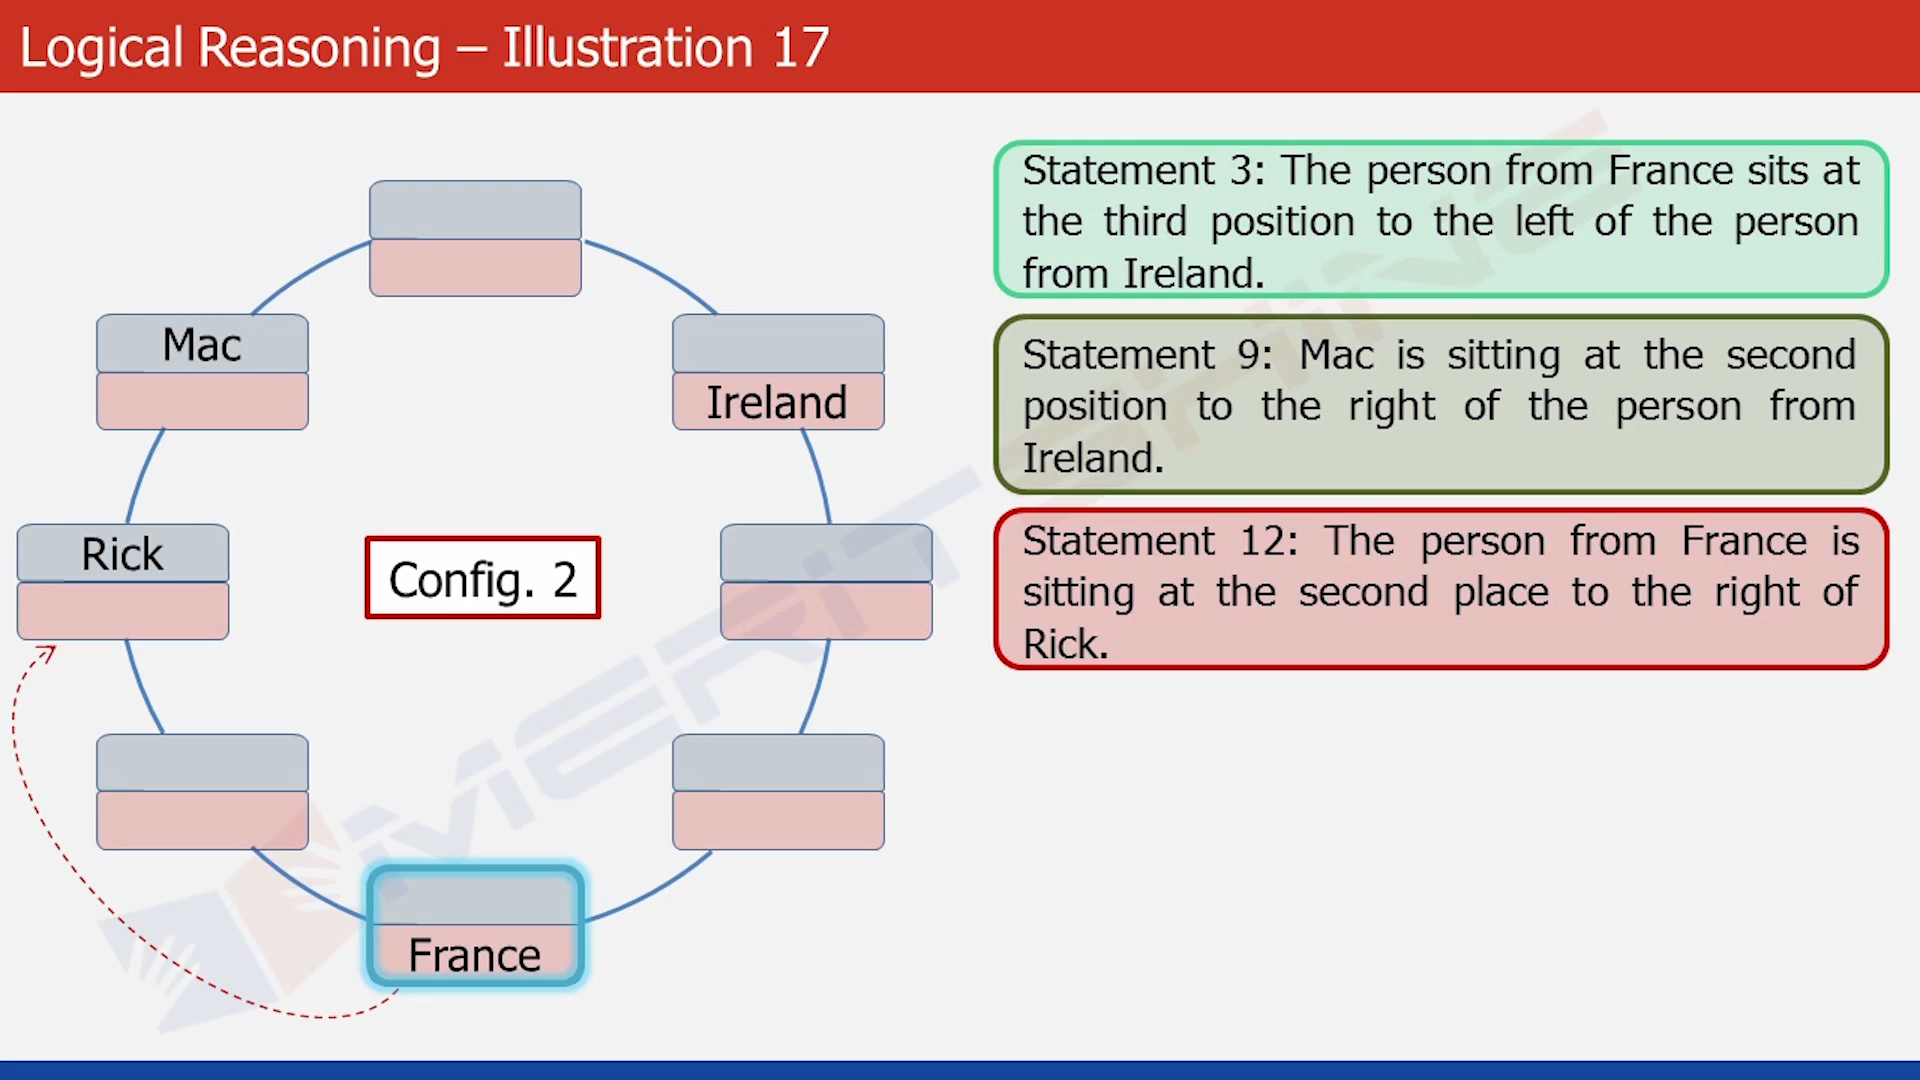 Logical Reasoning – Illustration 17
Statement 3: The person from France sits at
the third position to the left of the person
from Ireland.
Statement 9: Mac is sitting at the second
position to the right of the person from
Ireland.
Statement 12: The person from France is
sitting at the second place to the right of
Rick.
Mac
Ireland
Rick
Config. 2
France
MERIT SHINE